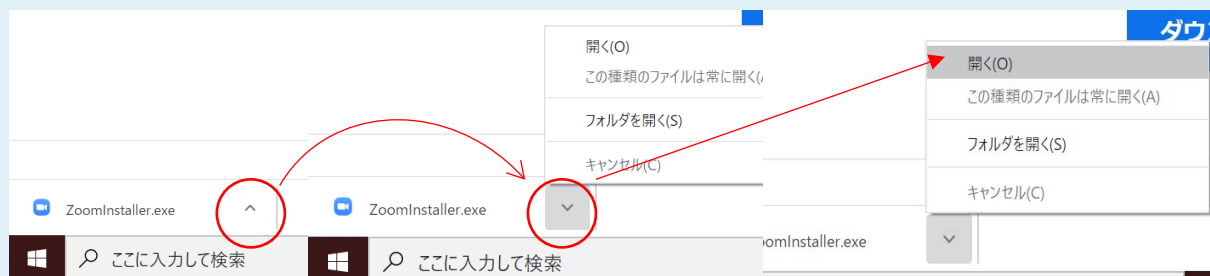 ZoomInstaller.exe
ここに入力して検索
開く(O)
この種類のファイルは常に開く(
フォルダを開く(S)
キャンセル(C)
ZoomInstaller.exe
ここに入力して検索
ダウ
開く(O)
この種類のファイルは常に開く(A)
フォルダを開く(S)
キャンセル(C)
omInstaller.exe